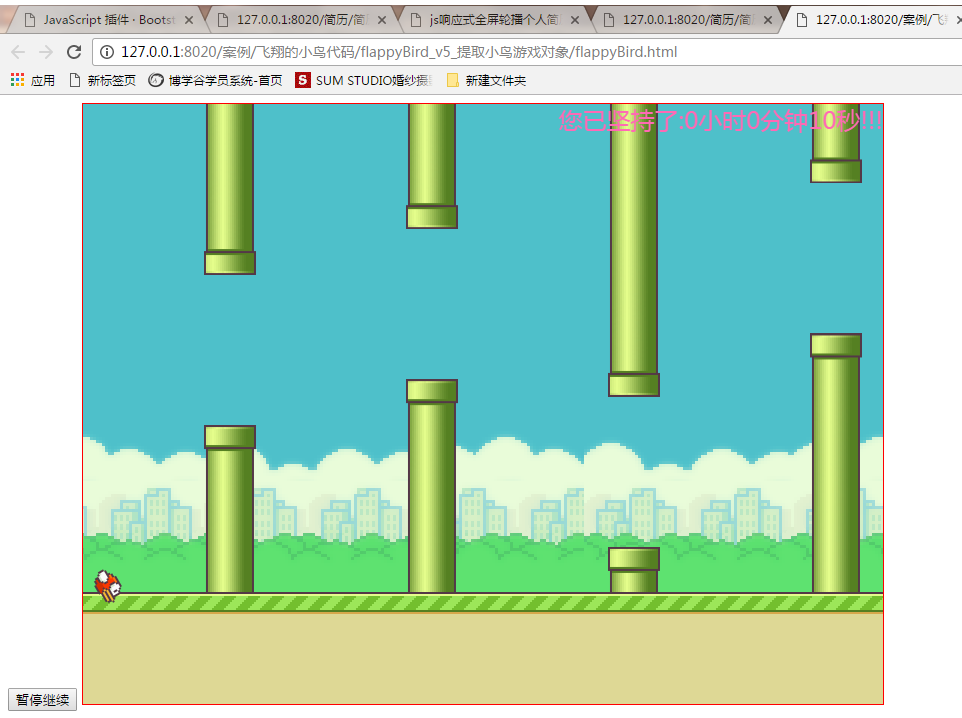 JavaScript 插件 · Bootst
127.0.0.1:8020/简历/简
js响应式全屏轮播个人简
127.0.0.1:8020/简历/简
127.0.0.1:8020/案例/飞
127.0.0.1:8020/案例/飞翔的小鸟代码/flappyBird_v5_提取小鸟游戏对象/flappyBird.html
应用
新标签页
博学谷学员系统-首页
S
SUM STUDIO婚纱摄
新建文件夹
您已坚持了:0小时0分钟10秒!!!
暂停继续